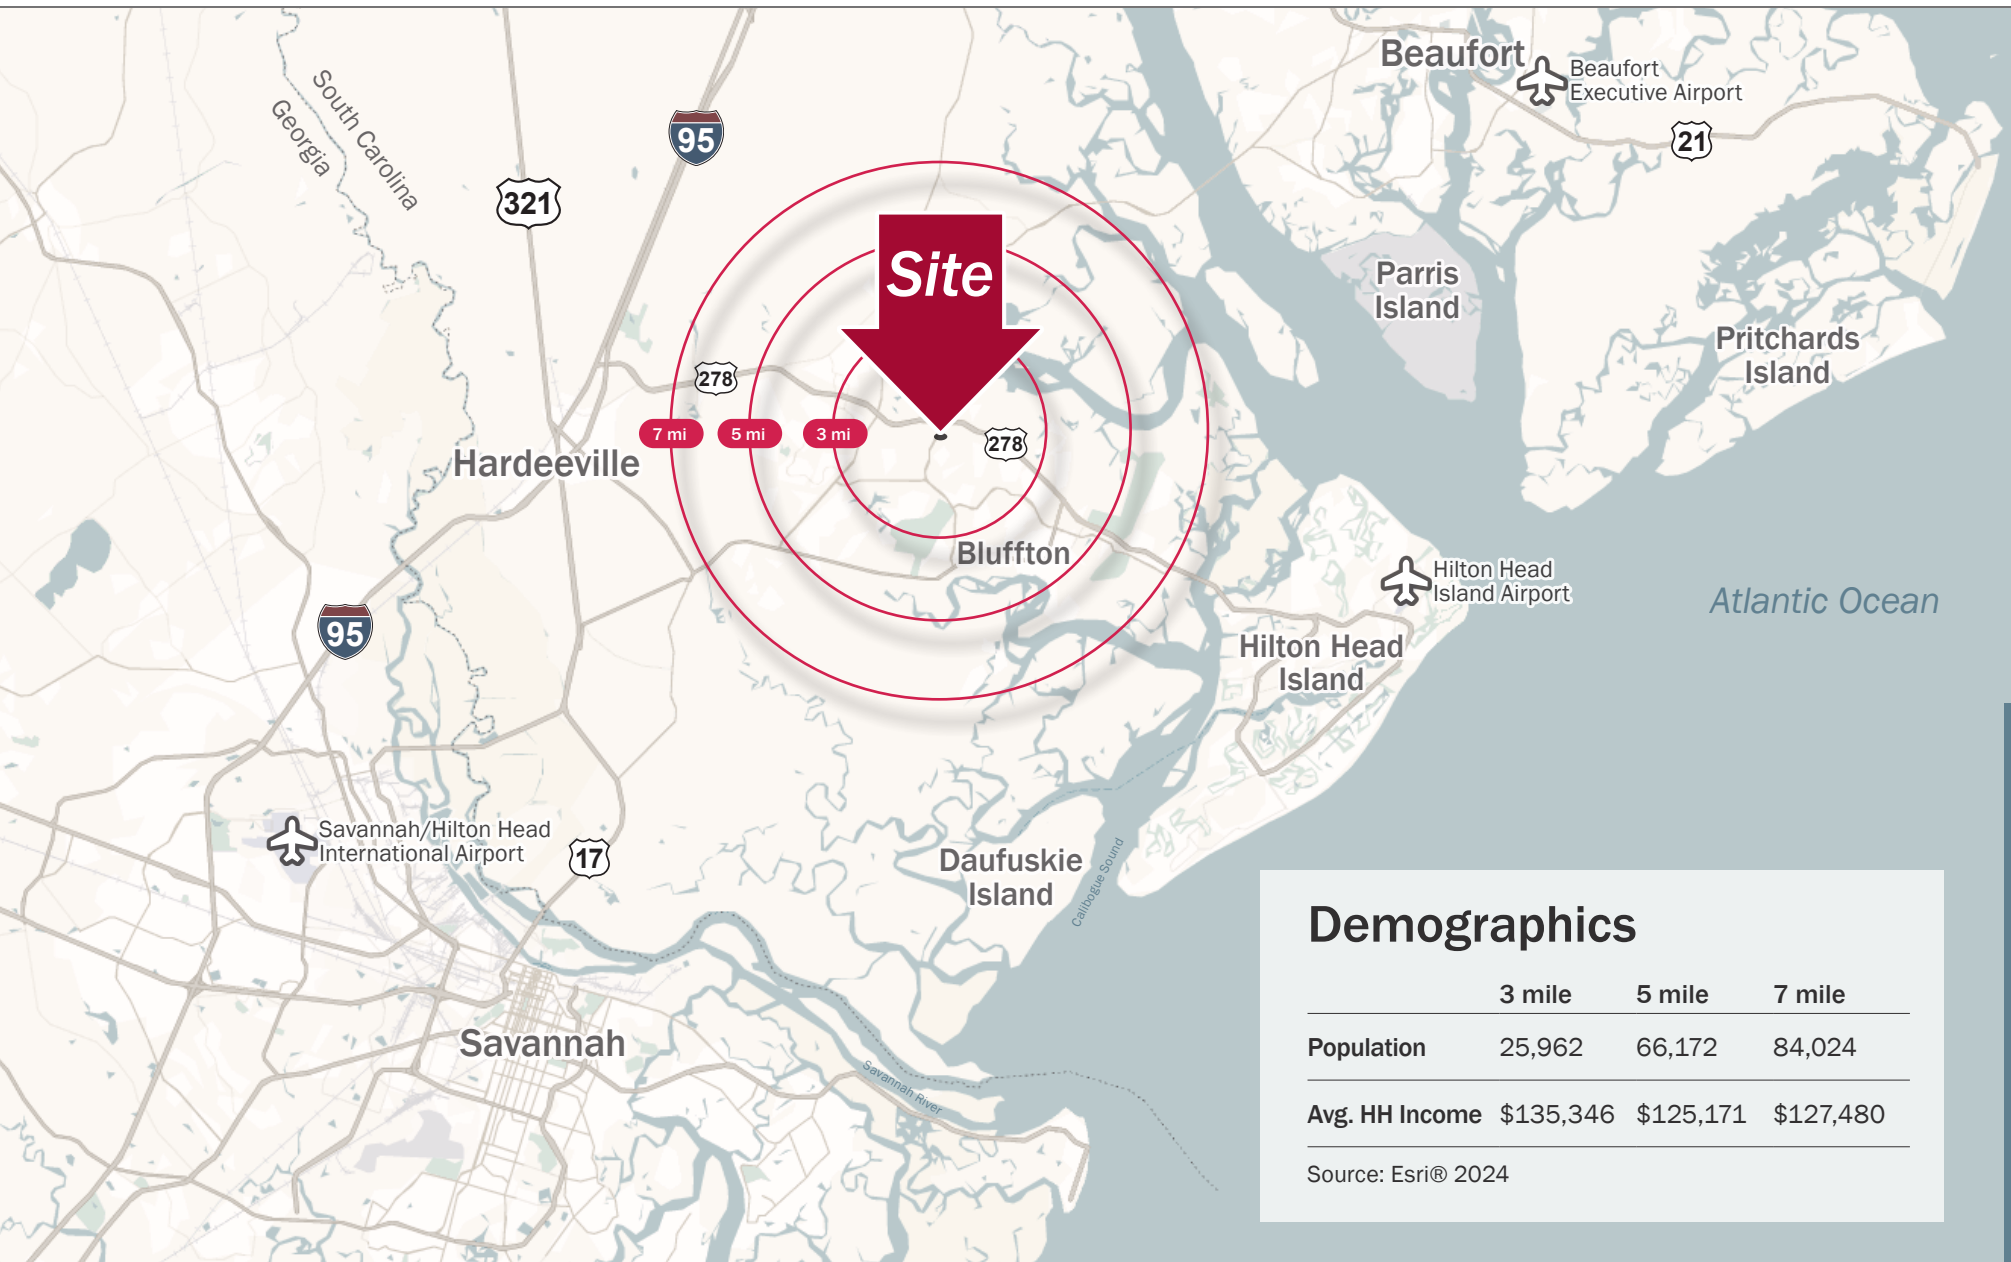 Beaufort
Beaufort
Executive Airport
South Carolina
Georgia
95
21
321
Site
Parris
Island
Pritchards
Island
278
7 mi
5 mi
3 mi
278
Hardeeville
Bluffton
Hilton Head
Island Airport
Atlantic Ocean
95
Hilton Head
Island
Savannah/Hilton Head
International Airport
17
Daufuskie
Island
Calibogue Sound
Savannah
Savannah River
Demographics
3 mile 5 mile 7 mile
Population 25,962 66,172 84,024
Avg. HH Income $135,346 $125,171 $127,480
Source: Esri® 2024